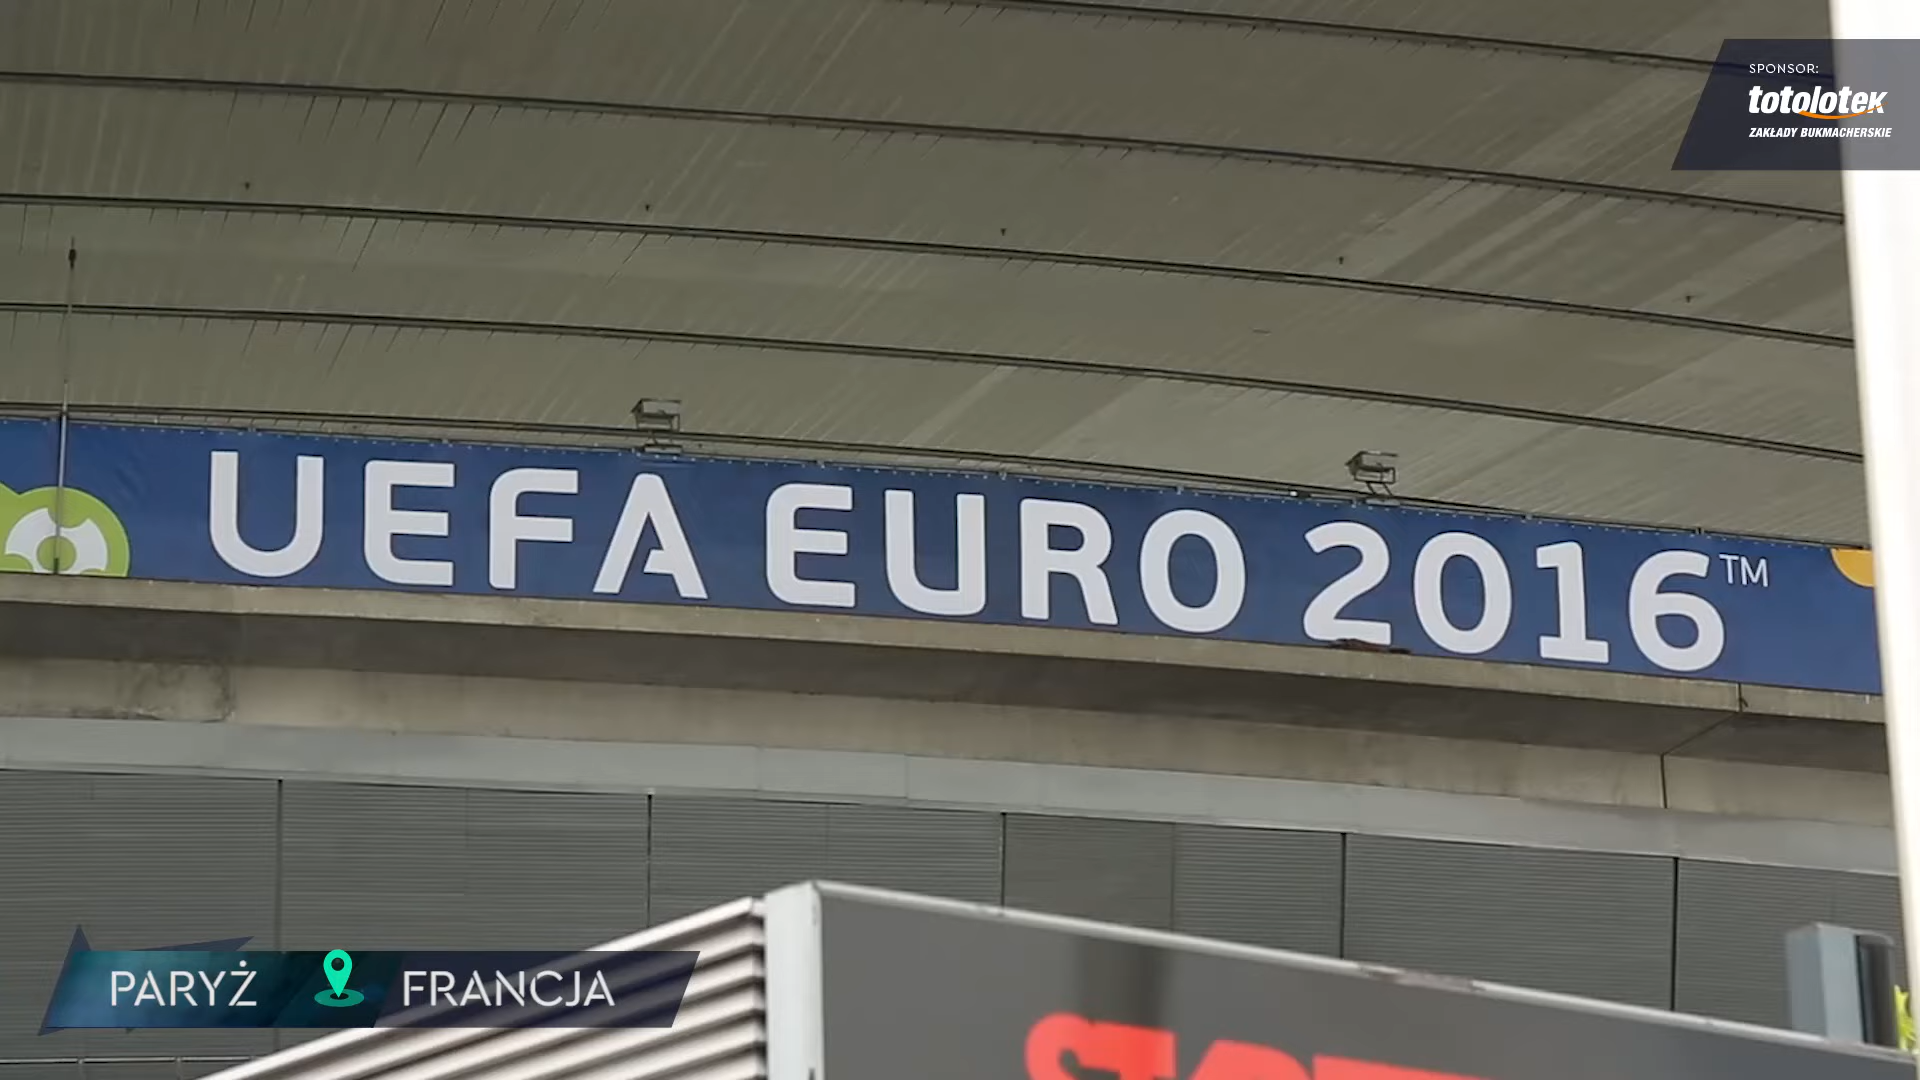 SPONSOR:
totolotek
ZAKŁADY BUKMACHERSKIE
UEFA EURO 2016™
PARYŻ FRANCJA